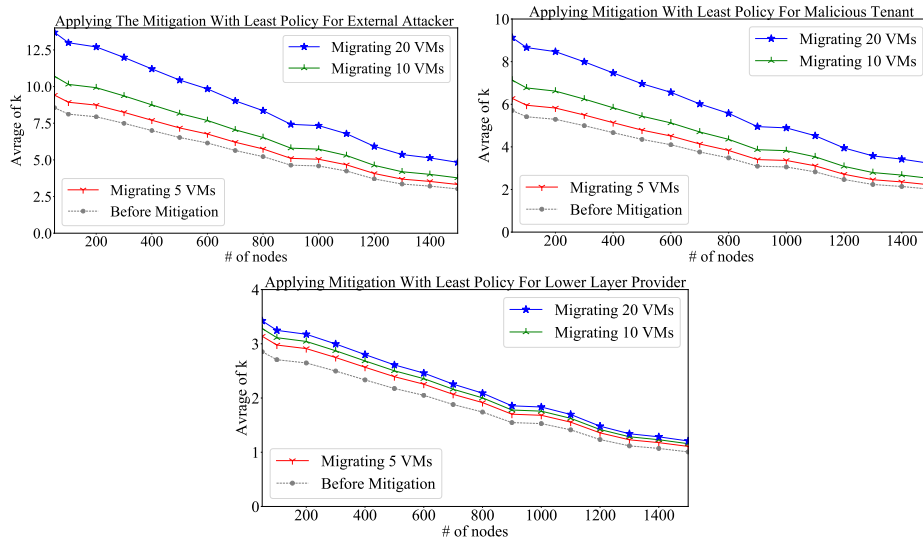 Applying The Mitigation With Least Policy For External Attacker
Avrage of k
12.5
10.0
7.5
5.0
2.5
0.0
Migrating 20 VMs
Migrating 10 VMs
Migrating 5 VMs
Before Mitigation
200 400 600 800 1000 1200 1400
# of nodes
Applying Mitigation With Least Policy For Malicious Tenant
Avrage of k
10
8
6
4
2
0
Migrating 20 VMs
Migrating 10 VMs
Migrating 5 VMs
Before Mitigation
200 400 600 800 1000 1200 1400
# of nodes
Applying Mitigation With Least Policy For Lower Layer Provider
Avrage of k
4
3
2
1
0
Migrating 20 VMs
Migrating 10 VMs
Migrating 5 VMs
Before Mitigation
200 400 600 800 1000 1200 1400
# of nodes